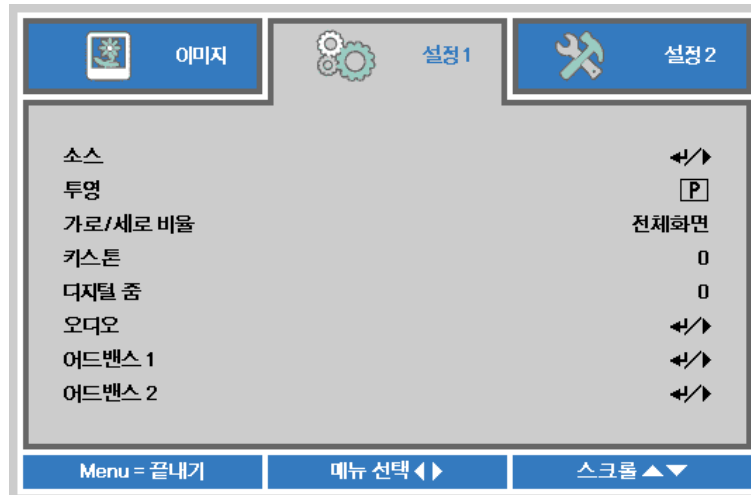 이미지 설정 1 설정 2
소스
투영 P
가로/세로 비율 전체화면
키스톤 0
디지털 줌 0
오디오
어드밴스 1
어드밴스 2
Menu = 끝내기 메뉴 선택 스크롤